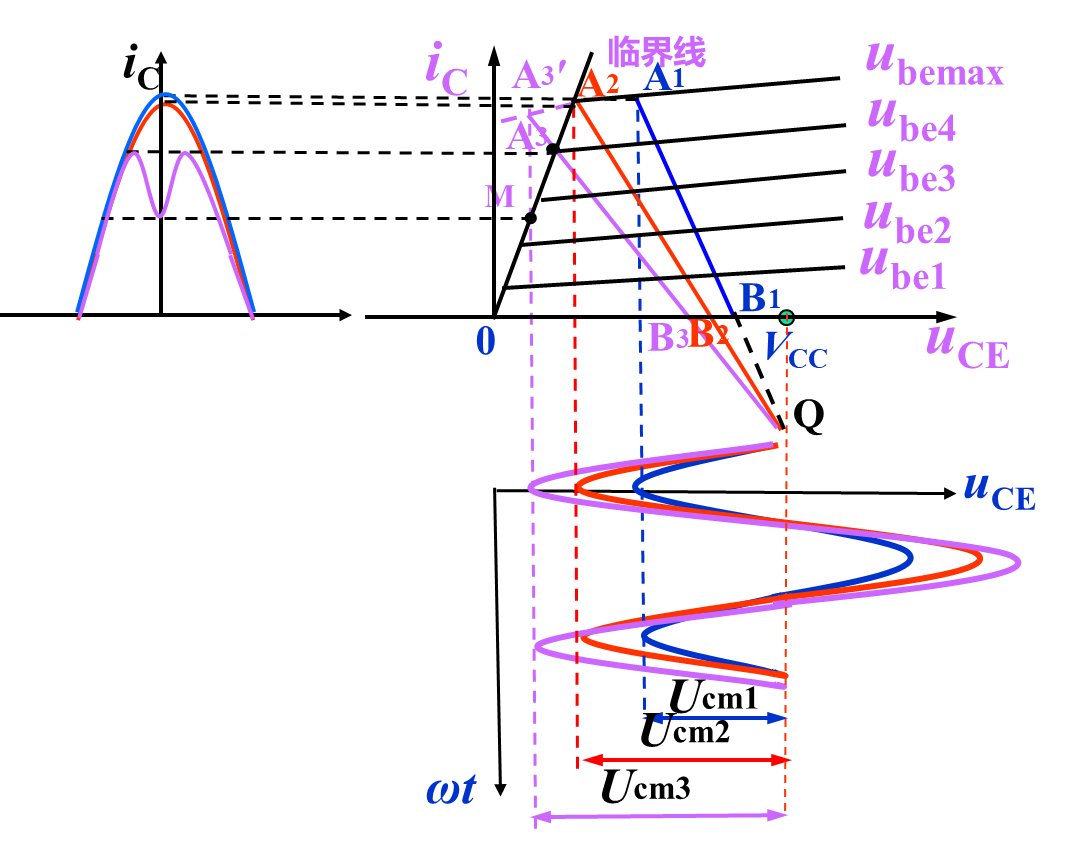 iC
iC
临界线
A3′
A2
A1
ubemax
A3
ube4
ube3
M
ube2
ube1
B1
0
B3
B2
VCC
uCE
Q
uCE
Ucm1
Ucm2
Ucm3
ωt